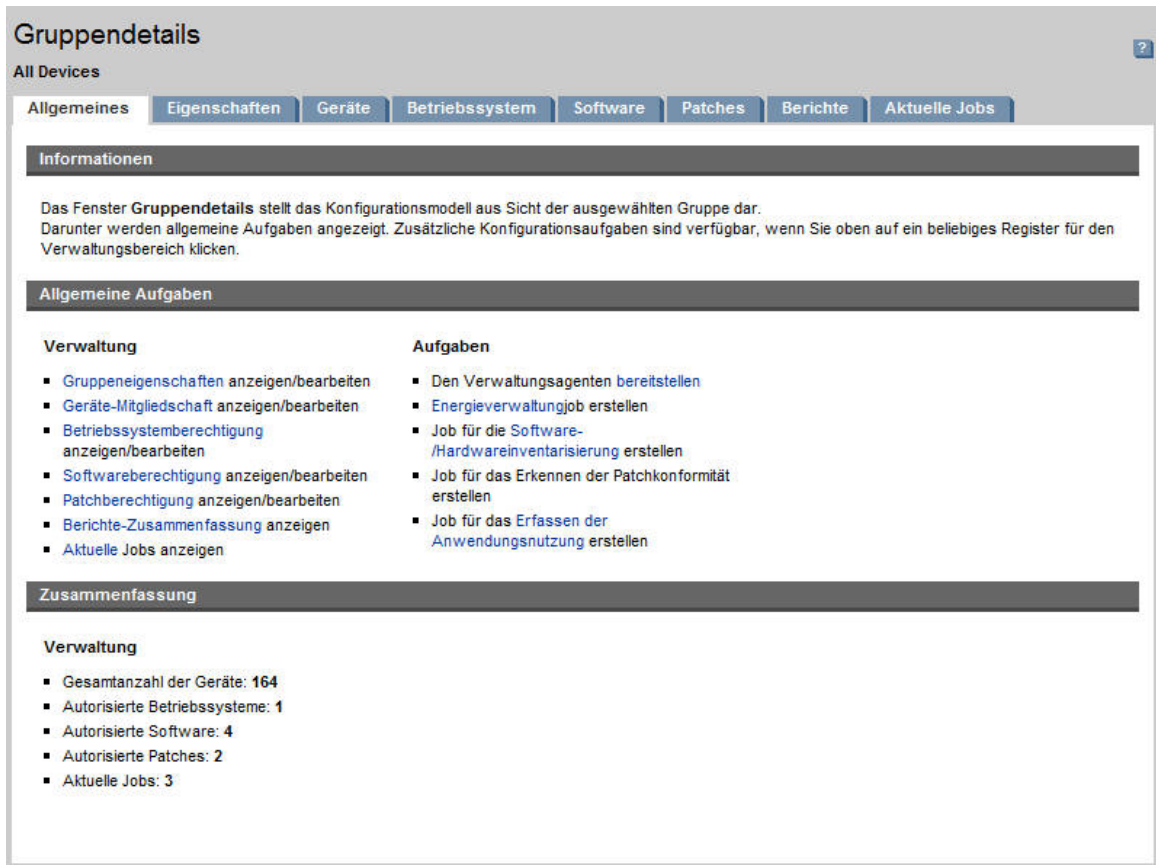 Gruppendetails
?
All Devices
Allgemeines Eigenschaften Geräte Betriebssystem Software Patches Berichte Aktuelle Jobs
Informationen
Das Fenster Gruppendetails stellt das Konfigurationsmodell aus Sicht der ausgewählten Gruppe dar.
Darunter werden allgemeine Aufgaben angezeigt. Zusätzliche Konfigurationsaufgaben sind verfügbar, wenn Sie oben auf ein beliebiges Register für den
Verwaltungsbereich klicken.
Allgemeine Aufgaben
Verwaltung
Gruppeneigenschaften anzeigen/bearbeiten
Geräte-Mitgliedschaft anzeigen/bearbeiten
Betriebssystemberechtigung
anzeigen/bearbeiten
Softwareberechtigung anzeigen/bearbeiten
Patchberechtigung anzeigen/bearbeiten
Berichte-Zusammenfassung anzeigen
Aktuelle Jobs anzeigen
Aufgaben
Den Verwaltungsagenten bereitstellen
Energieverwaltungjob erstellen
Job für die Software-
/Hardwareinventarisierung erstellen
Job für das Erkennen der Patchkonformität
erstellen
Job für das Erfassen der
Anwendungsnutzung erstellen
Zusammenfassung
Verwaltung
Gesamtanzahl der Geräte: 164
Autorisierte Betriebssysteme: 1
Autorisierte Software: 4
Autorisierte Patches: 2
Aktuelle Jobs: 3